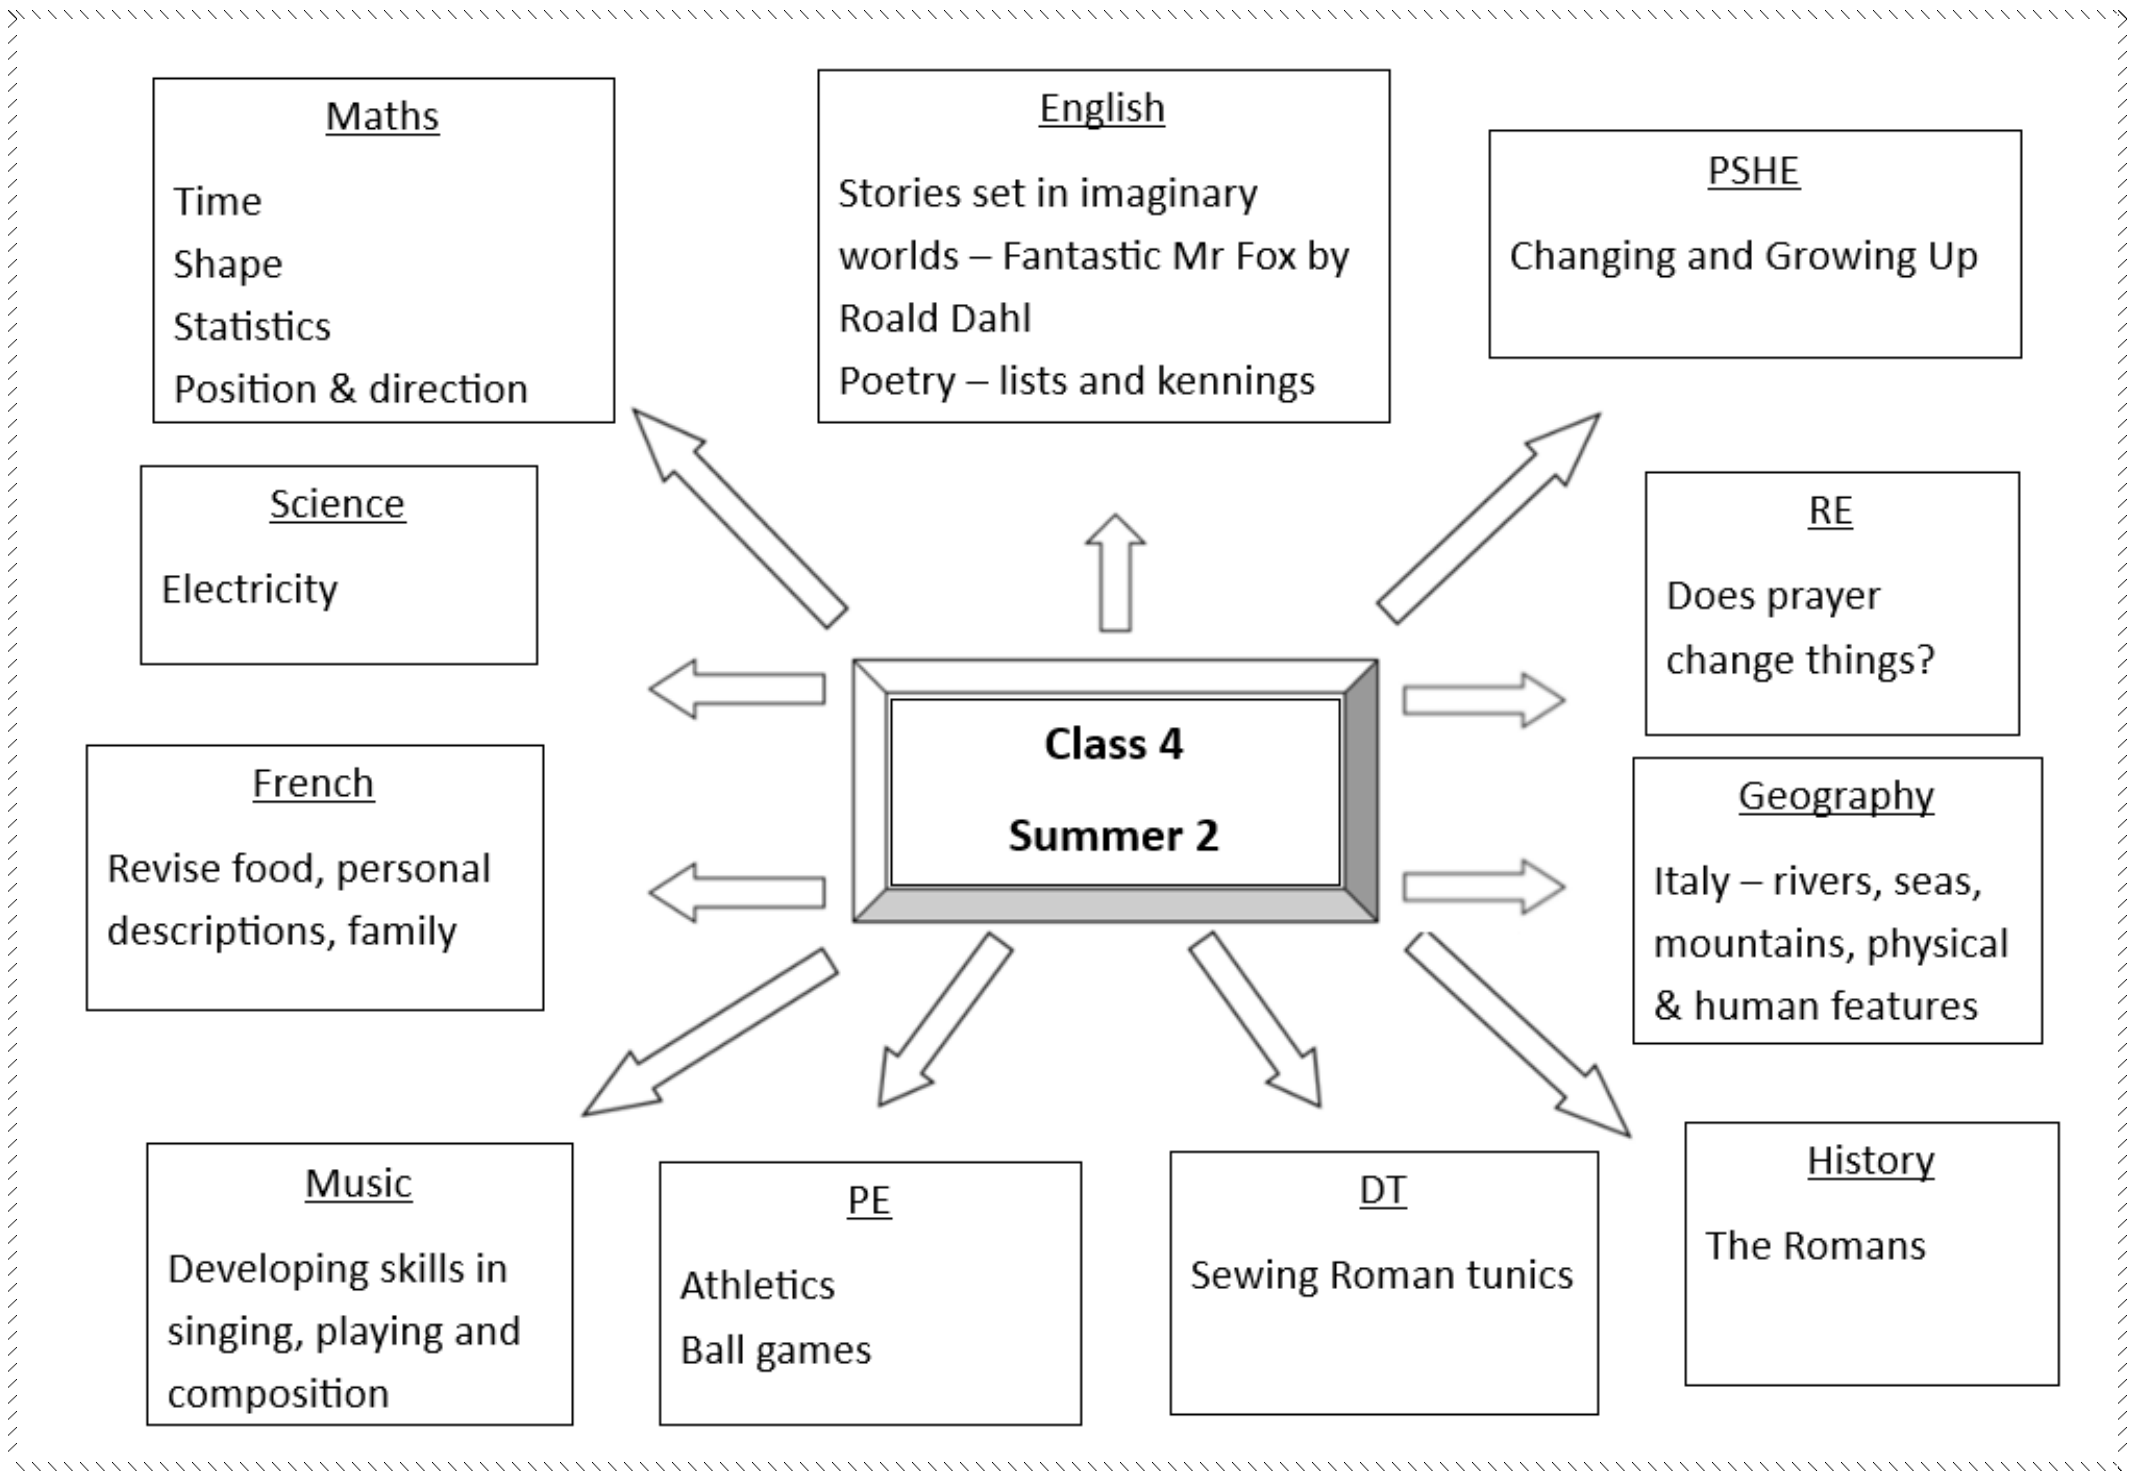 Maths
Time
Shape
Statistics
Position & direction
English
Stories set in imaginary
worlds – Fantastic Mr Fox by
Roald Dahl
Poetry – lists and kennings
PSHE
Changing and Growing Up
Science
Electricity
RE
Does prayer
change things?
Class 4
Summer 2
French
Revise food, personal
descriptions, family
Geography
Italy – rivers, seas,
mountains, physical
& human features
Music
Developing skills in
singing, playing and
composition
PE
Athletics
Ball games
DT
Sewing Roman tunics
History
The Romans